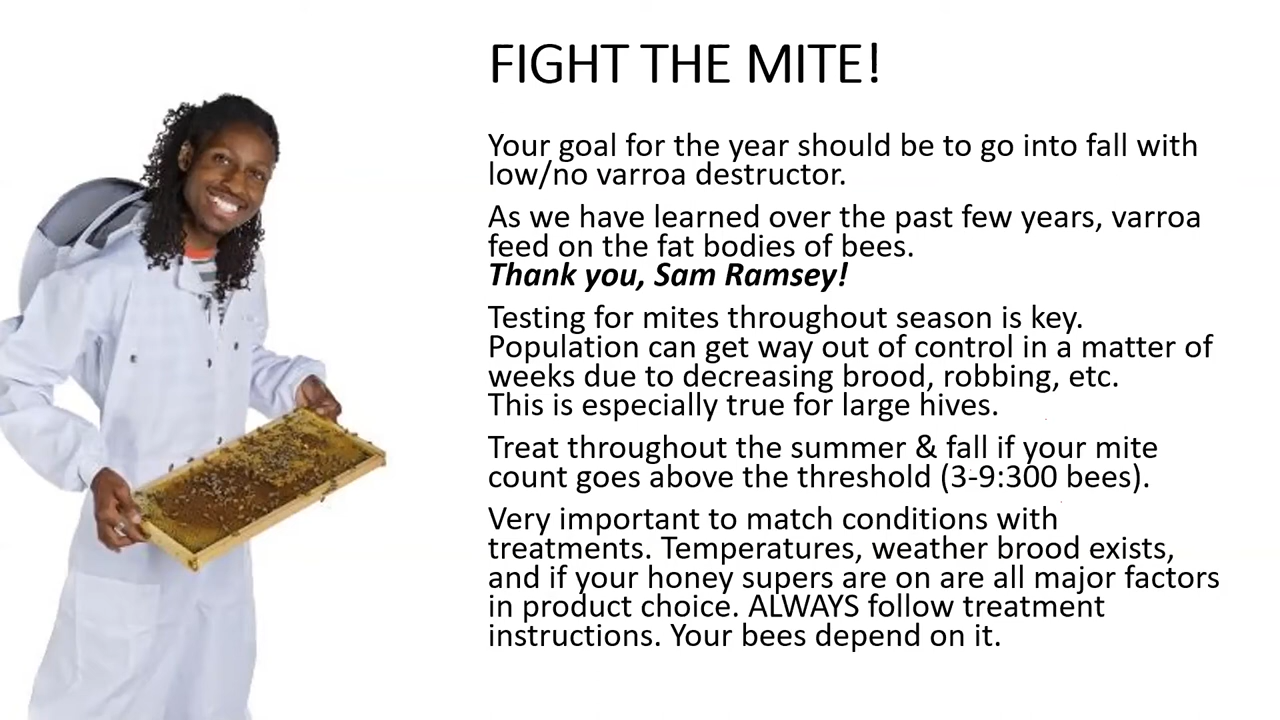 FIGHT THE MITE!
Your goal for the year should be to go into fall with
low/no varroa destructor.
As we have learned over the past few years, varroa
feed on the fat bodies of bees.
Thank you, Sam Ramsey!
Testing for mites throughout season is key.
Population can get way out of control in a matter of
weeks due to decreasing brood, robbing, etc.
This is especially true for large hives.
Treat throughout the summer & fall if your mite
count goes above the threshold (3-9:300 bees).
Very important to match conditions with
treatments. Temperatures, weather brood exists,
and if your honey supers are on are all major factors
in product choice. ALWAYS follow treatment
instructions. Your bees depend on it.